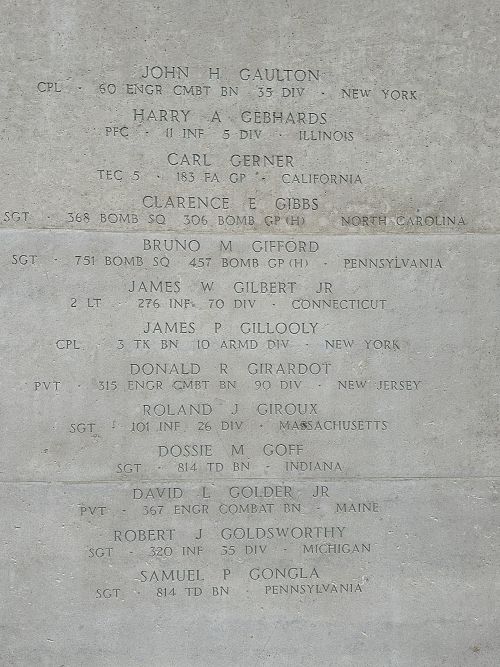 JOHN H GAULTON
CPL · 60 ENGR CMBT BN 35 DIV · NEW YORK
HARRY A GEBHARDS
PFC · 11 INF 5 DIV · ILLINOIS
CARL GERNER
TEC 5 · 183 FA GP · CALIFORNIA
CLARENCE E GIBBS
SGT · 368 BOMB SQ 306 BOMB GP (H) NORTH CAROLINA
BRUNO M GIFFORD
SGT · 751 BOMB SQ 457 BOMB GP (H) · PENNSYLVANIA
JAMES W GILBERT JR
2 LT · 276 INF 70 DIV · CONNECTICUT
JAMES P GILLOOLY
CPL · 3 TK BN 10 ARMD DIV · NEW YORK
DONALD R GIRARDOT
PVT · 315 ENGR CMBT BN 90 DIV · NEW JERSEY
ROLAND J GIROUX
SGT · 101 INF 26 DIV · MASSACHUSETTS
DOSSIE M GOFF
SGT · 814 TD BN · INDIANA
DAVID L GOLDER JR
PVT · 367 ENGR COMBAT BN · MAINE
ROBERT J GOLDSWORTHY
SGT · 320 INF 35 DIV · MICHIGAN
SAMUEL P GONGLA
SGT · 814 TD BN · PENNSYLVANIA